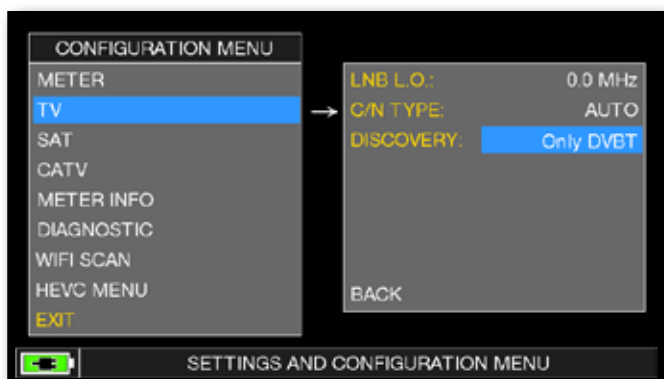 CONFIGURATION MENU
METER
TV
SAT
CATV
METER INFO
DIAGNOSTIC
WIFI SCAN
HEVC MENU
EXIT
→
LNB L.O.: 0.0 MHz
C/N TYPE: AUTO
DISCOVERY: Only DVBT
BACK
SETTINGS AND CONFIGURATION MENU